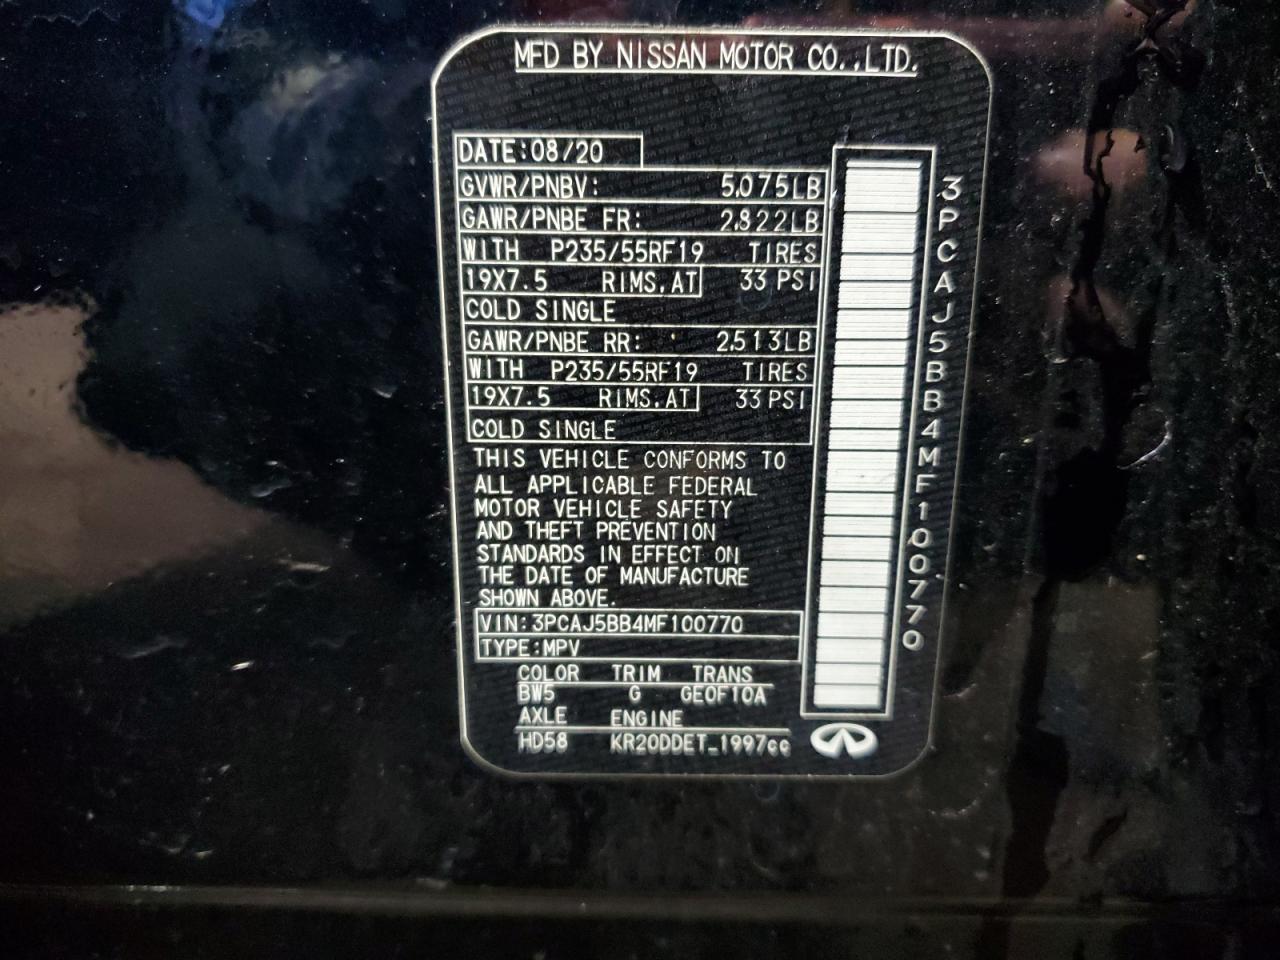 MFD BY NISSAN MOTOR CO.,LTD.
DATE:08/20
GVWR/PNBV: 5,075LB
GAWR/PNBE FR: 2,822LB
WITH P235/55RF19 TIRES
19X7.5 RIMS.AT 33 PSI
COLD SINGLE
GAWR/PNBE RR: 2,513LB
WITH P235/55RF19 TIRES
19X7.5 RIMS.AT 33 PSI
COLD SINGLE
THIS VEHICLE CONFORMS TO
ALL APPLICABLE FEDERAL
MOTOR VEHICLE SAFETY
AND THEFT PREVENTION
STANDARDS IN EFFECT ON
THE DATE OF MANUFACTURE
SHOWN ABOVE.
VIN:3PCAJ5BB4MF100770
TYPE:MPV
COLOR TRIM TRANS
BW5 G GE0F10A
AXLE ENGINE
HD58 KR20DDET_1997cc
3PCAJ5BB4MF100770